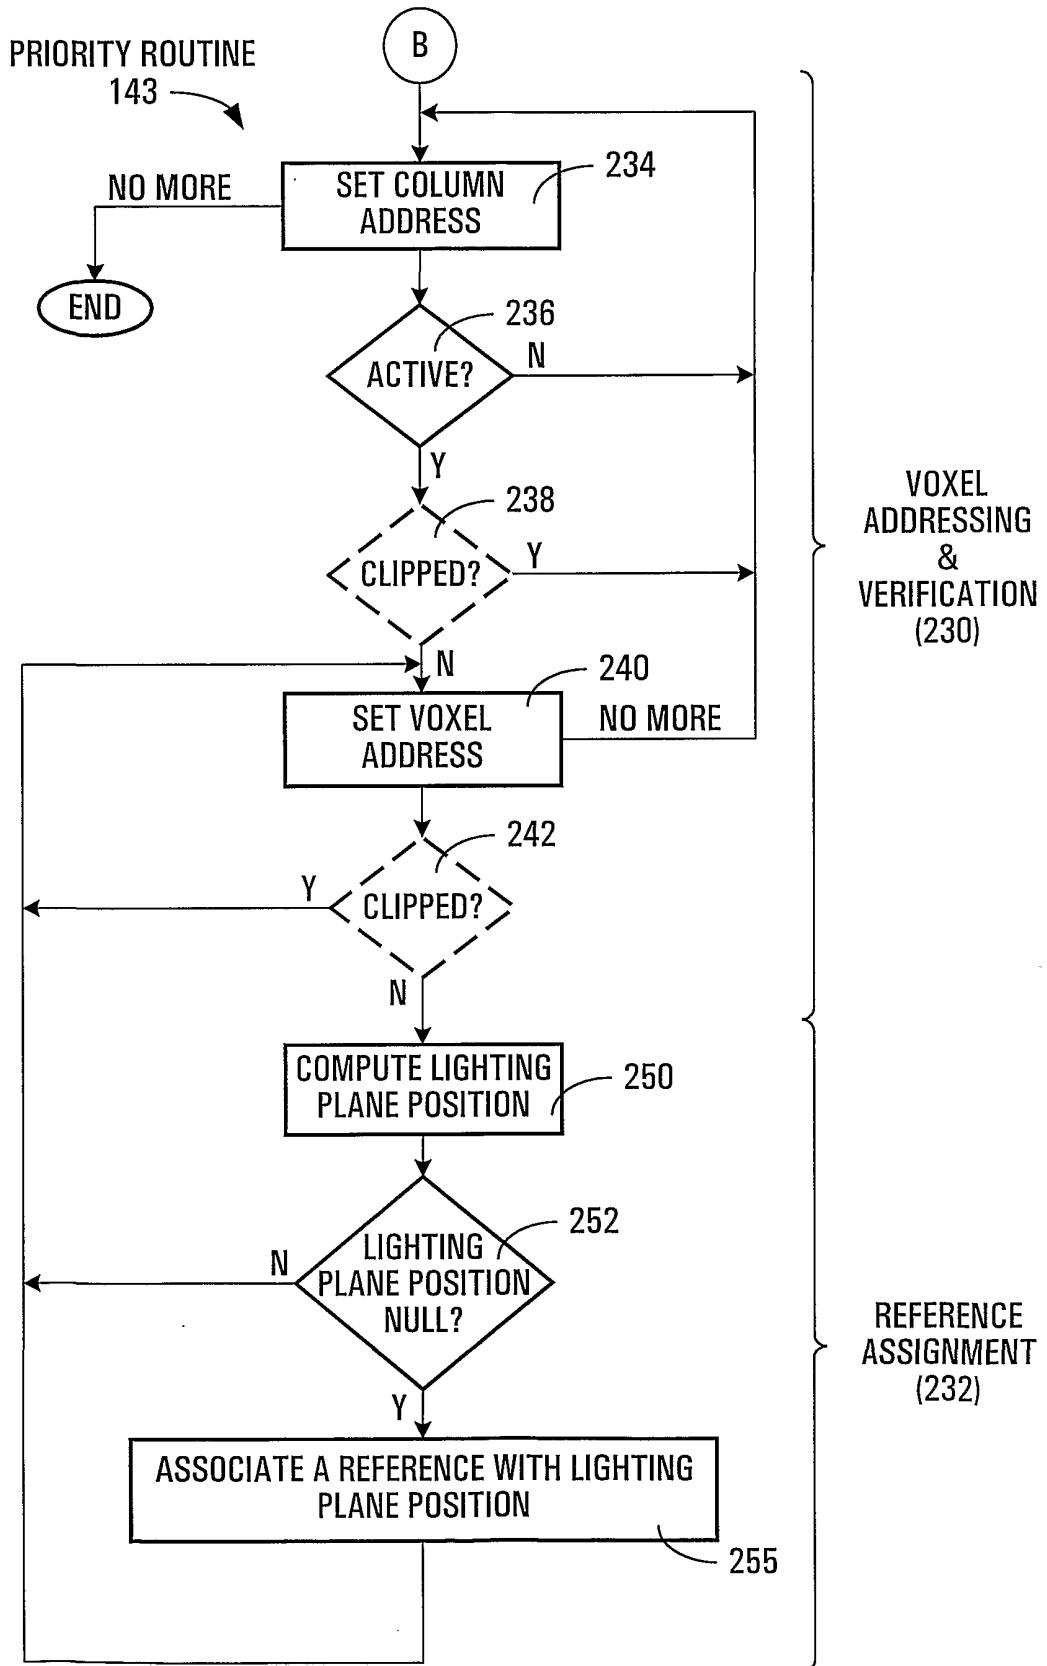 B
PRIORITY ROUTINE
143
234
SET COLUMN
ADDRESS
NO MORE
END
236
ACTIVE?
N
Y
238
CLIPPED?
Y
N
VOXEL
ADDRESSING
&
VERIFICATION
(230)
240
SET VOXEL
ADDRESS
NO MORE
242
CLIPPED?
Y
N
COMPUTE LIGHTING
PLANE POSITION
250
252
LIGHTING
PLANE POSITION
NULL?
N
Y
REFERENCE
ASSIGNMENT
(232)
ASSOCIATE A REFERENCE WITH LIGHTING
PLANE POSITION
255